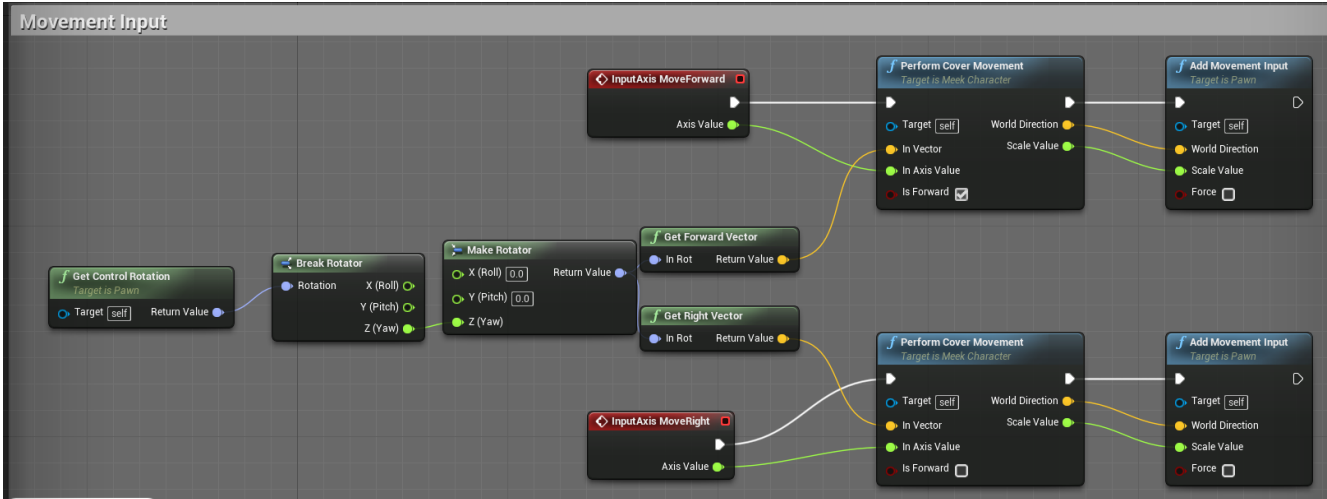 Movement Input
InputAxis MoveForward
Axis Value
Perform Cover Movement
Target is Meek Character
Target self
World Direction
In Vector
Scale Value
In Axis Value
Is Forward
Add Movement Input
Target is Pawn
Target self
World Direction
Scale Value
Force
Get Control Rotation
Target is Pawn
Target self
Return Value
Break Rotator
Rotation
X (Roll)
Y (Pitch)
Z (Yaw)
Make Rotator
X (Roll) 0.0
Return Value
Y (Pitch) 0.0
Z (Yaw)
Get Forward Vector
In Rot
Return Value
Get Right Vector
In Rot
Return Value
InputAxis MoveRight
Axis Value
Perform Cover Movement
Target is Meek Character
Target self
World Direction
In Vector
Scale Value
In Axis Value
Is Forward
Add Movement Input
Target is Pawn
Target self
World Direction
Scale Value
Force